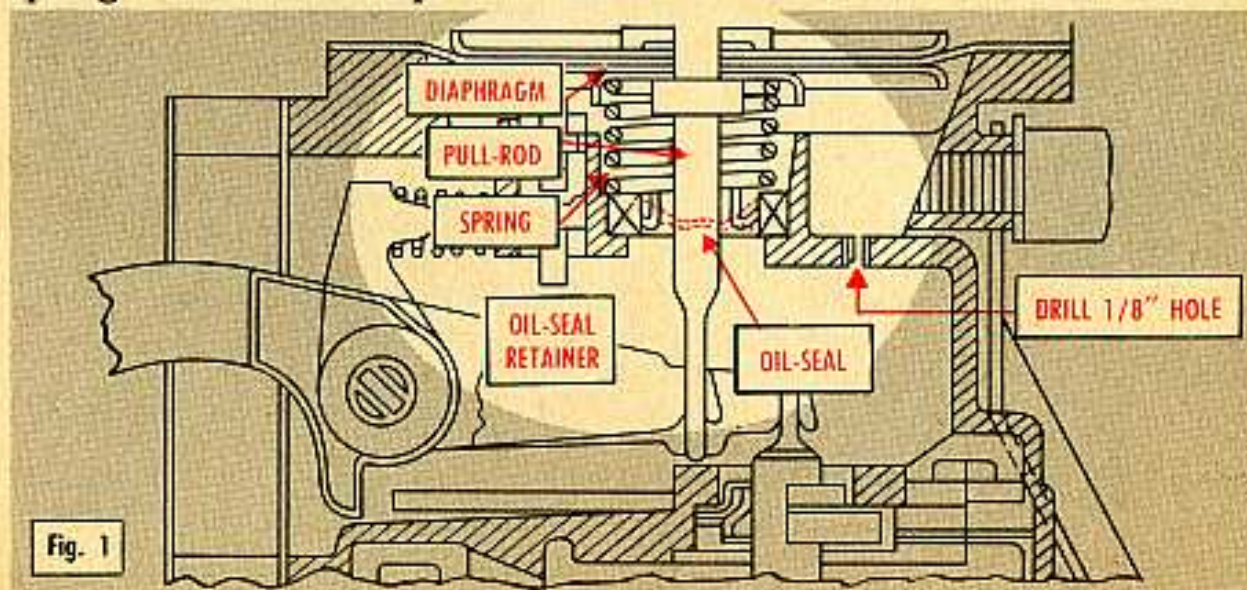 DIAPHRAGM
PULL-ROD
SPRING
OIL-SEAL
RETAINER
OIL-SEAL
DRILL 1/8" HOLE
Fig. 1